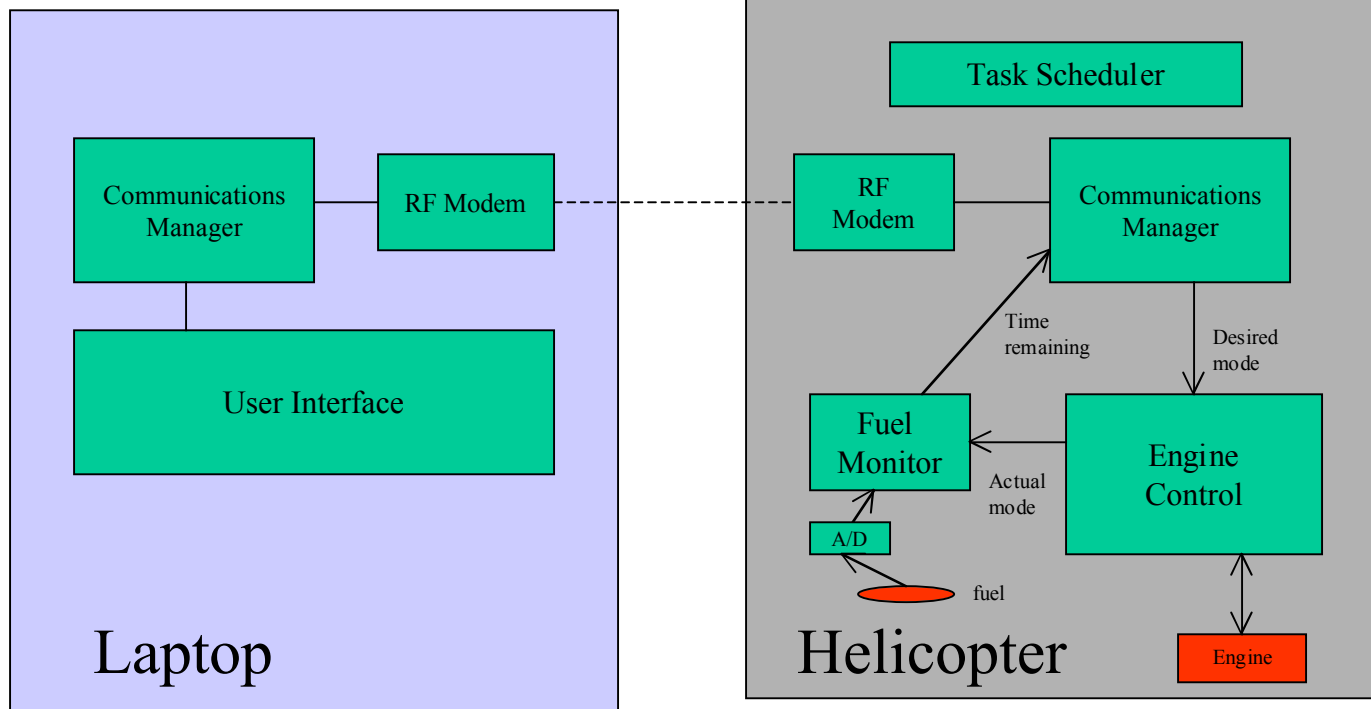 Communications
Manager
RF Modem
User Interface
Laptop
Task Scheduler
RF
Modem
Communications
Manager
Time
remaining
Desired
mode
Fuel
Monitor
Actual
mode
Engine
Control
A/D
fuel
Engine
Helicopter